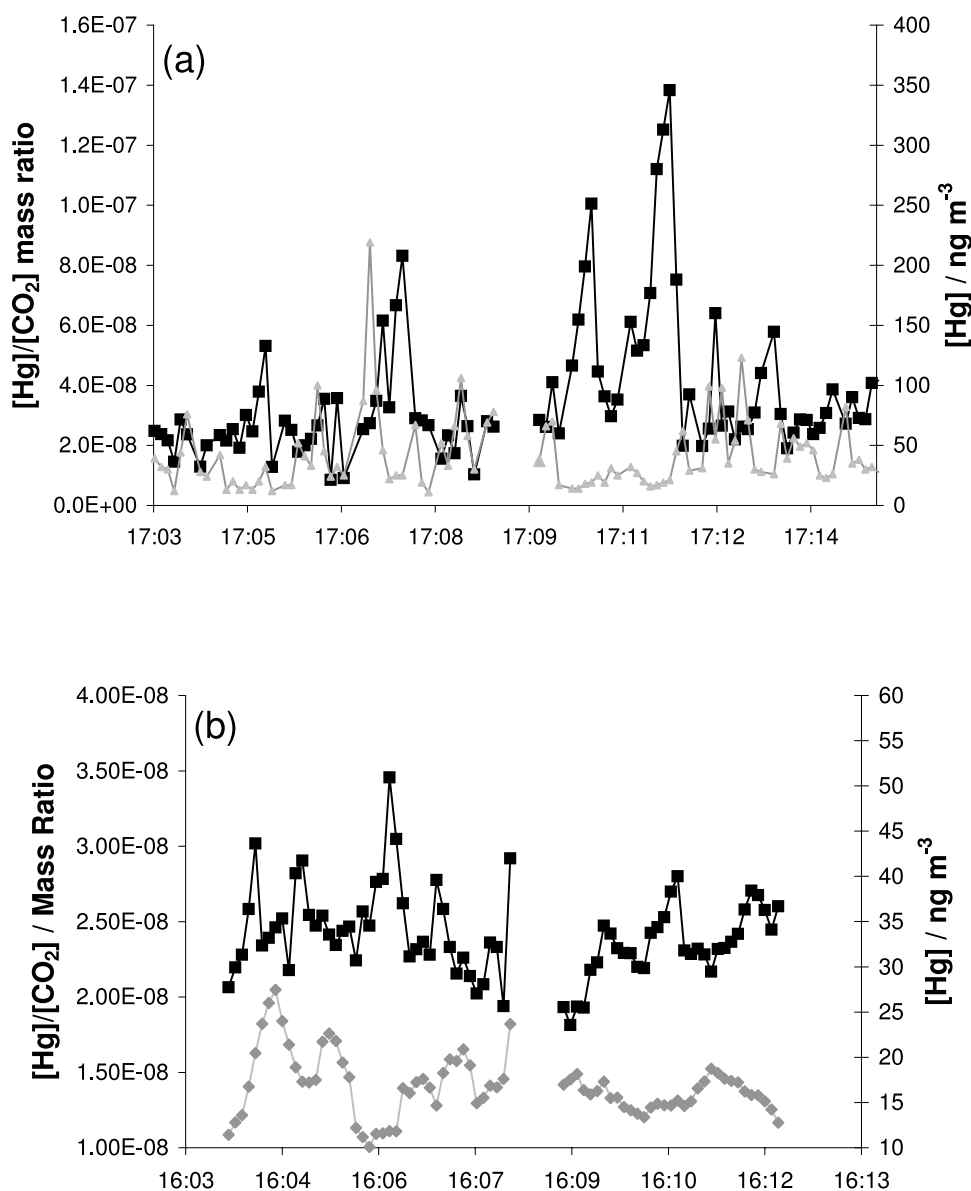 (a)
[Hg]/[CO₂] mass ratio
1.6E-07
1.4E-07
1.2E-07
1.0E-07
8.0E-08
6.0E-08
4.0E-08
2.0E-08
0.0E+00
400
350
300
250
200
150
100
50
0
[Hg] / ng m⁻³
17:03 17:05 17:06 17:08 17:09 17:11 17:12 17:14
(b)
[Hg]/[CO₂] / Mass Ratio
4.00E-08
3.50E-08
3.00E-08
2.50E-08
2.00E-08
1.50E-08
1.00E-08
60
55
50
45
40
35
30
25
20
15
10
[Hg] / ng m⁻³
16:03 16:04 16:06 16:07 16:09 16:10 16:12 16:13